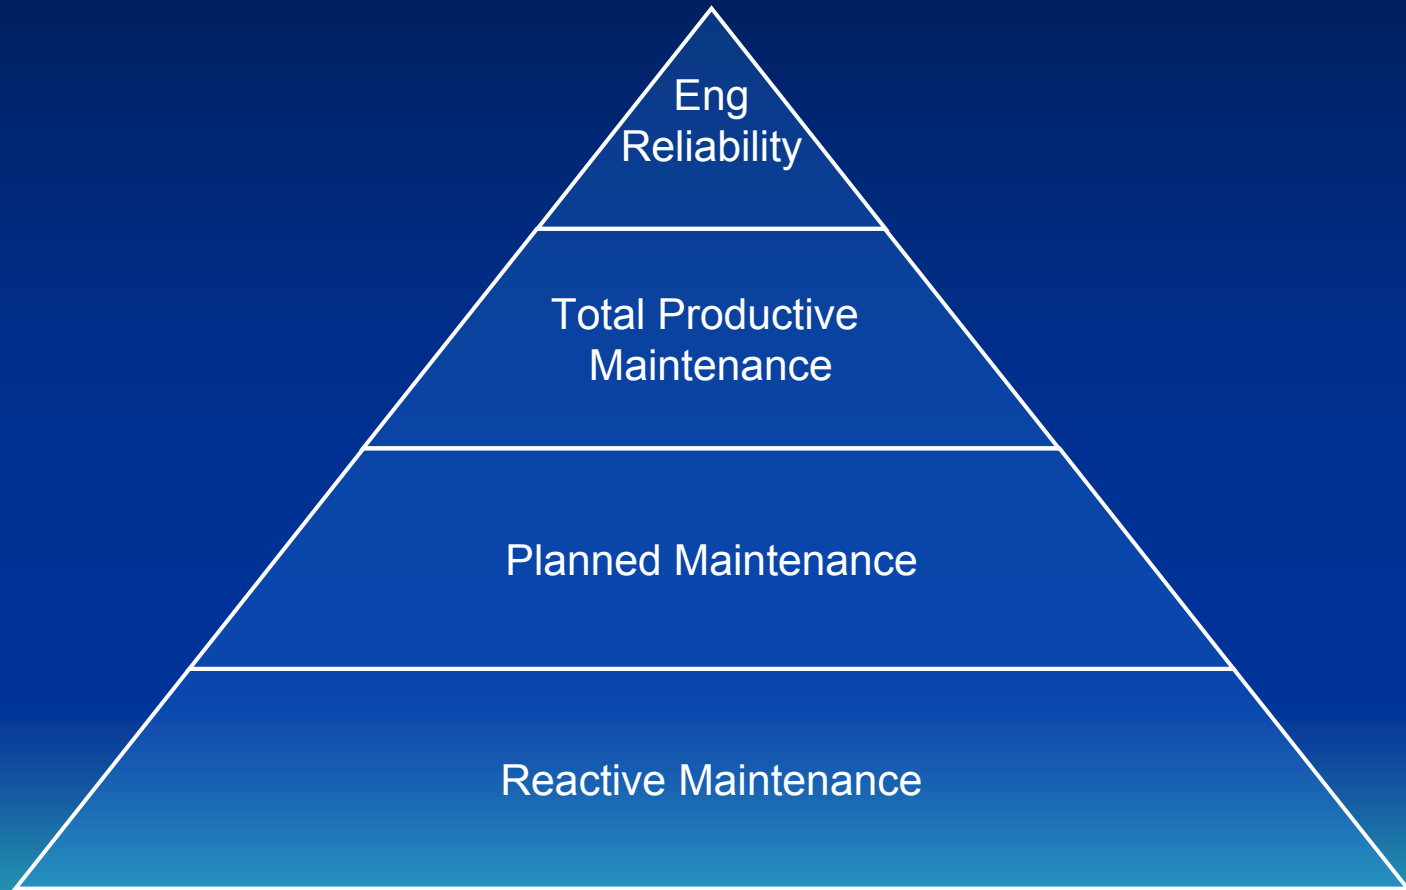 Eng
Reliability
Total Productive
Maintenance
Planned Maintenance
Reactive Maintenance